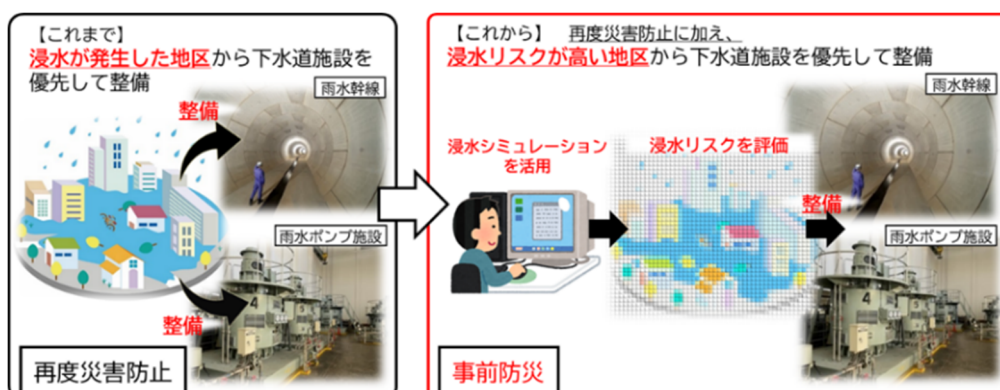 【これまで】
浸水が発生した地区から下水道施設を
優先して整備
雨水幹線
整備
雨水ポンプ施設
4
整備
再度災害防止
【これから】 再度災害防止に加え、
浸水リスクが高い地区から下水道施設を優先して整備
雨水幹線
浸水シミュレーション
を活用
浸水リスクを評価
整備
雨水ポンプ施設
4
事前防災